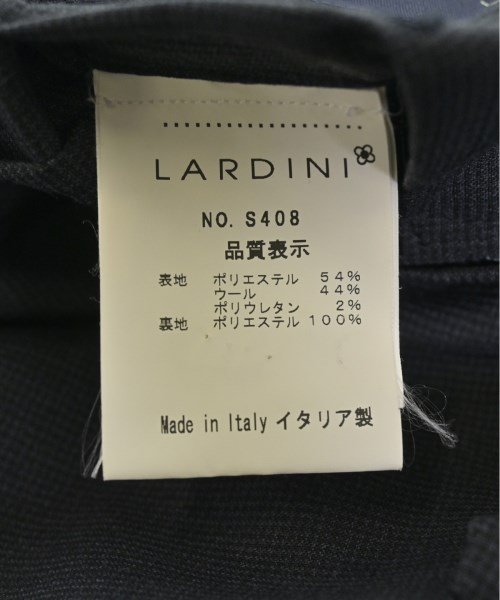 LARDINI
NO. S408
品質表示
表地 ポリエステル 54%
ウール 44%
ポリウレタン 2%
裏地 ポリエステル 100%
Made in Italy イタリア製